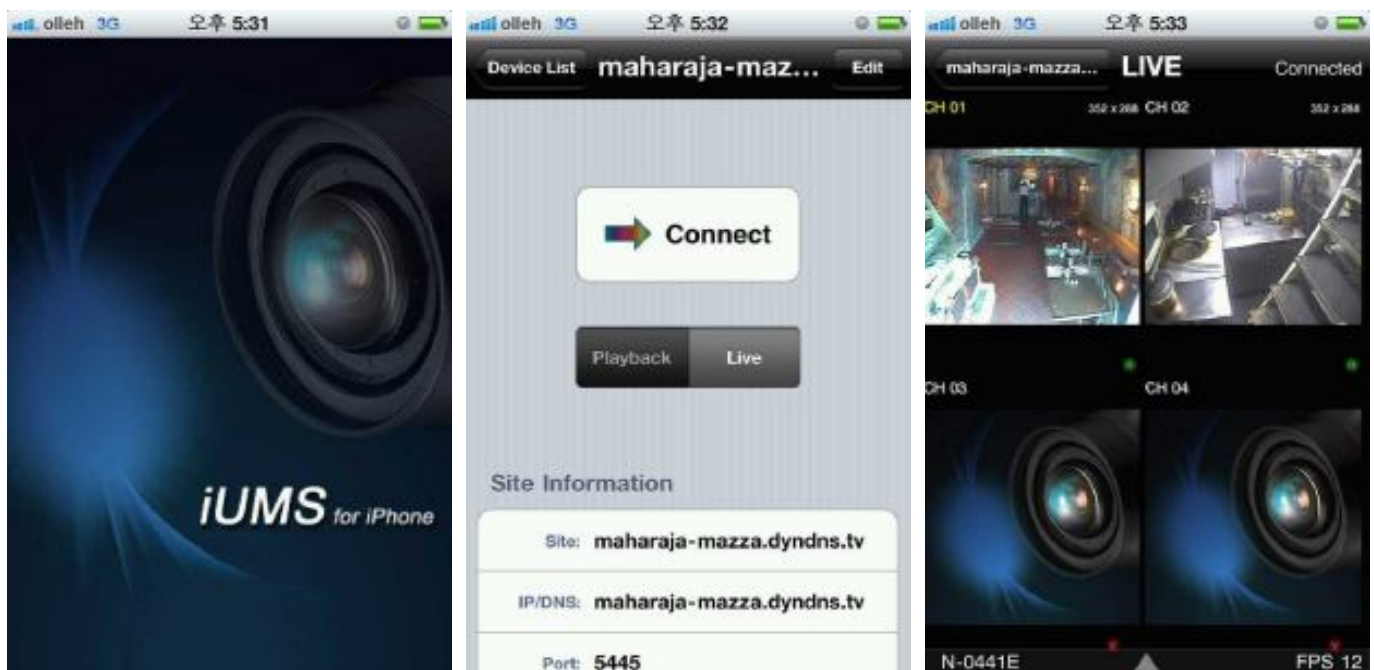 olleh 3G 오후 5:31
iUMS for iPhone
olleh 3G 오후 5:32
Device List maharaja-maz... Edit
Connect
Playback Live
Site Information
Site: maharaja-mazza.dyndns.tv
IP/DNS: maharaja-mazza.dyndns.tv
Port: 5445
olleh 3G 오후 5:33
maharaja-mazza... LIVE Connected
CH 01 352 x 288 CH 02 352 x 288
CH 03 CH 04
N-0441E FPS 12